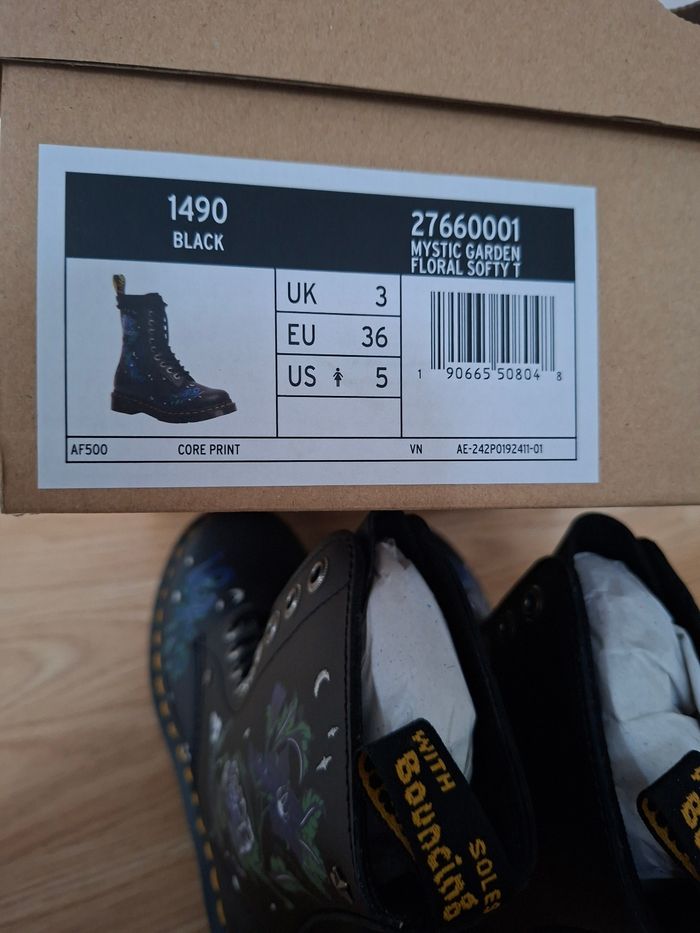 1490
BLACK
27660001
MYSTIC GARDEN
FLORAL SOFTY T
UK 3
EU 36
US 5
1 90665 50804 8
AF500 CORE PRINT VN AE-242P0192411-01
WITH
Bouncing
SOLES